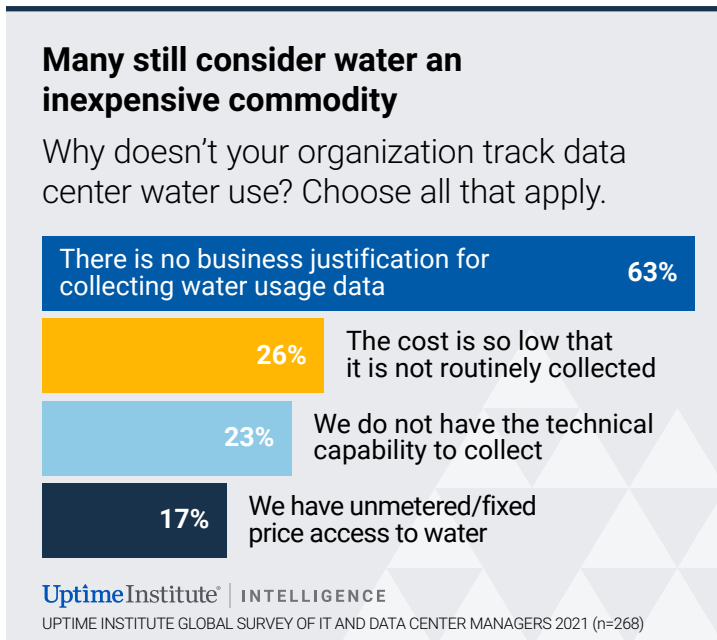 Many still consider water an
inexpensive commodity
Why doesn’t your organization track data
center water use? Choose all that apply.
There is no business justification for
collecting water usage data
63%
26%
The cost is so low that
it is not routinely collected
23%
We do not have the technical
capability to collect
17%
We have unmetered/fixed
price access to water
UptimeInstitute® | INTELLIGENCE
UPTIME INSTITUTE GLOBAL SURVEY OF IT AND DATA CENTER MANAGERS 2021 (n=268)